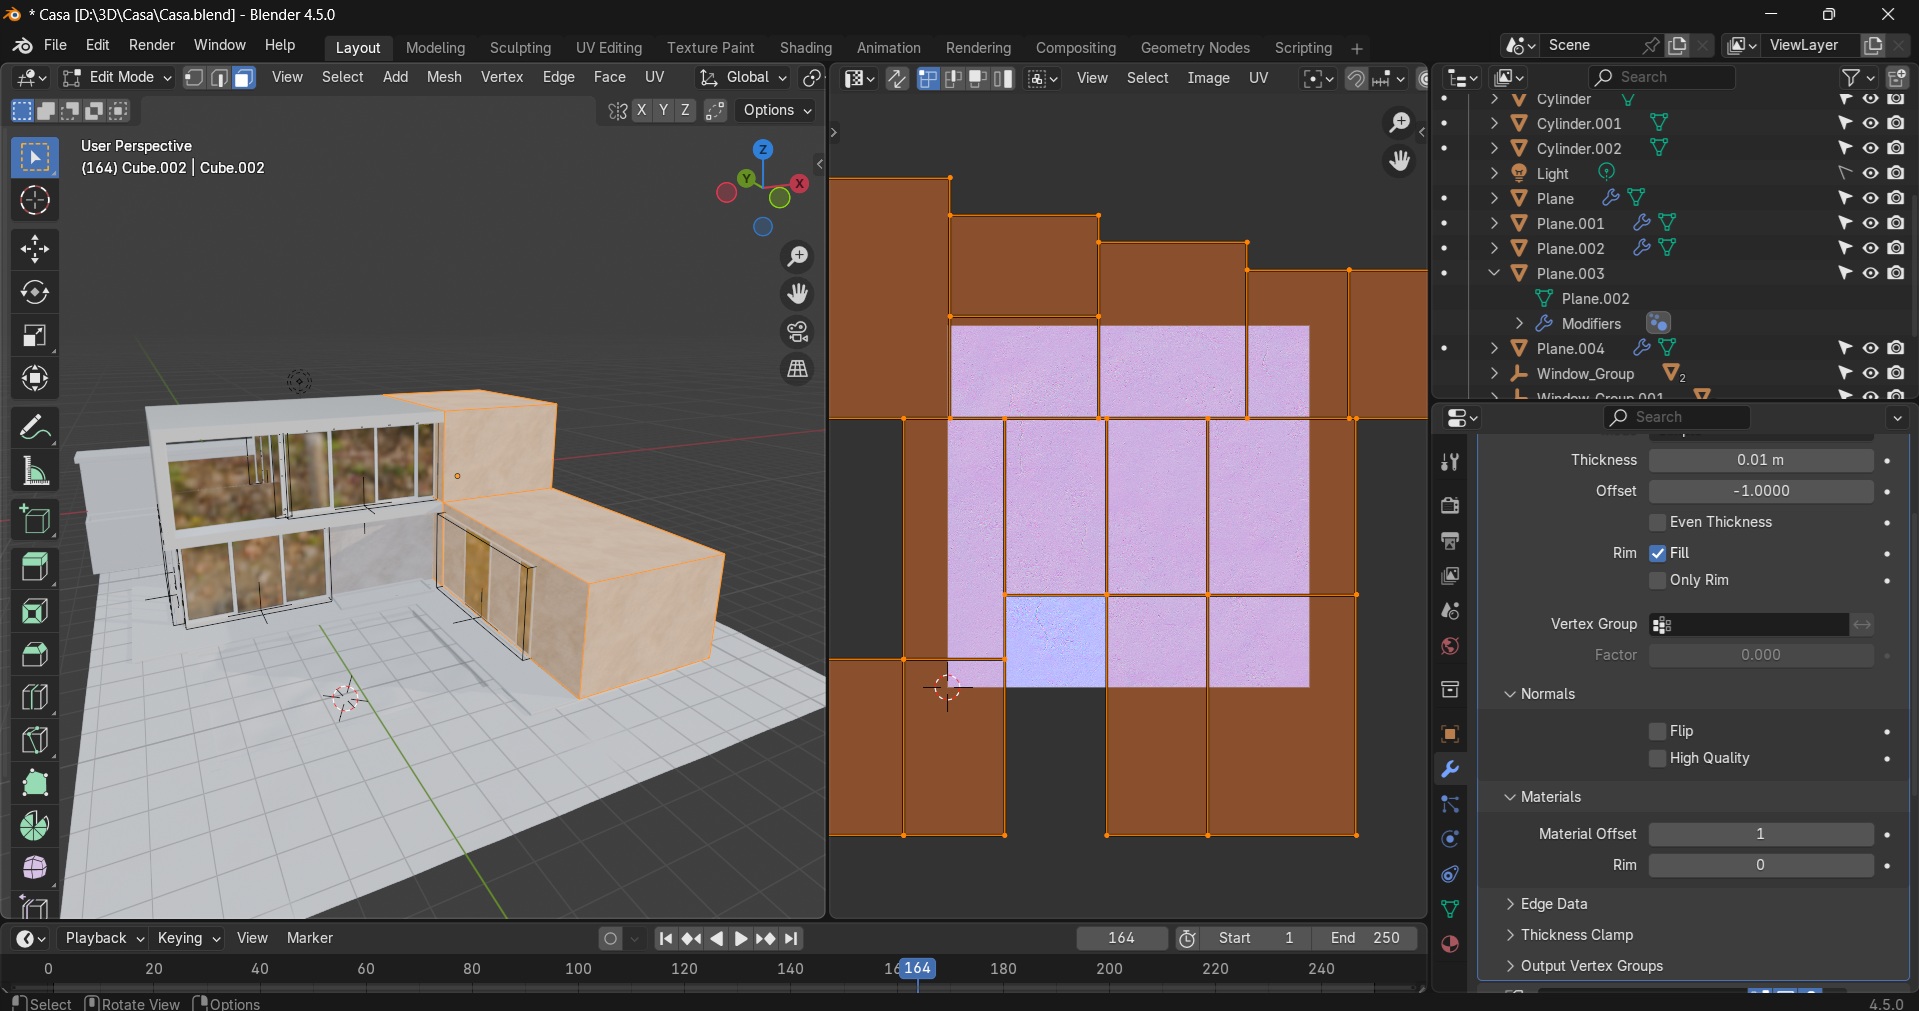 * Casa [D:\3D\Casa\Casa.blend] - Blender 4.5.0
File Edit Render Window Help Layout Modeling Sculpting UV Editing Texture Paint Shading Animation Rendering Compositing Geometry Nodes Scripting + Scene ViewLayer
Edit Mode View Select Add Mesh Vertex Edge Face UV Global
View Select Image UV
Search
X Y Z Options
User Perspective
(164) Cube.002 | Cube.002
Z
Y
X
Cylinder
Cylinder.001
Cylinder.002
Light
Plane
Plane.001
Plane.002
Plane.003
Plane.002
Modifiers
Plane.004
Window_Group 2
Window_Group.001
Search
Thickness 0.01 m
Offset -1.0000
Even Thickness
Rim Fill
Only Rim
Vertex Group
Factor 0.000
Normals
Flip
High Quality
Materials
Material Offset 1
Rim 0
Edge Data
Thickness Clamp
Output Vertex Groups
Playback Keying View Marker 164 Start 1 End 250
0 20 40 60 80 100 120 140 164 180 200 220 240
Select Rotate View Options 4.5.0